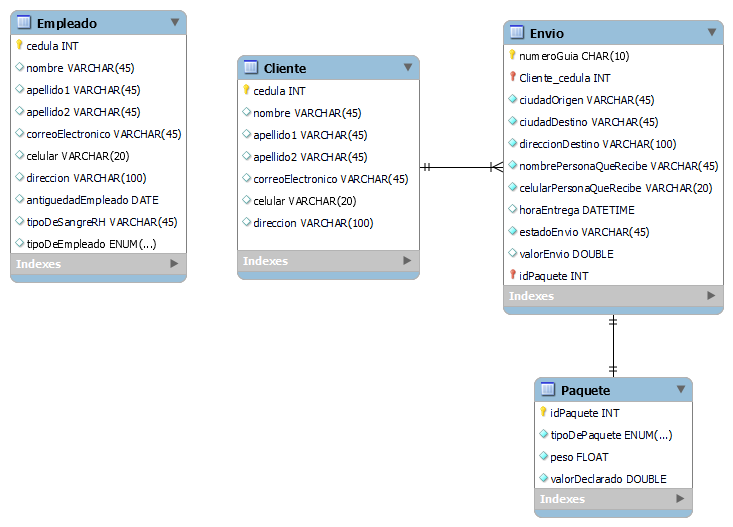 Empleado
cedula INT
nombre VARCHAR(45)
apellido1 VARCHAR(45)
apellido2 VARCHAR(45)
correoElectronico VARCHAR(45)
celular VARCHAR(20)
direccion VARCHAR(100)
antiguedadEmpleado DATE
tipoDeSangreRH VARCHAR(45)
tipoDeEmpleado ENUM(...)
Indexes
Cliente
cedula INT
nombre VARCHAR(45)
apellido1 VARCHAR(45)
apellido2 VARCHAR(45)
correoElectronico VARCHAR(45)
celular VARCHAR(20)
direccion VARCHAR(100)
Indexes
Envio
numeroGuia CHAR(10)
Cliente_cedula INT
ciudadOrigen VARCHAR(45)
ciudadDestino VARCHAR(45)
direccionDestino VARCHAR(100)
nombrePersonaQueRecibe VARCHAR(45)
celularPersonaQueRecibe VARCHAR(20)
horaEntrega DATETIME
estadoEnvio VARCHAR(45)
valorEnvio DOUBLE
idPaquete INT
Indexes
Paquete
idPaquete INT
tipoDePaquete ENUM(...)
peso FLOAT
valorDeclarado DOUBLE
Indexes